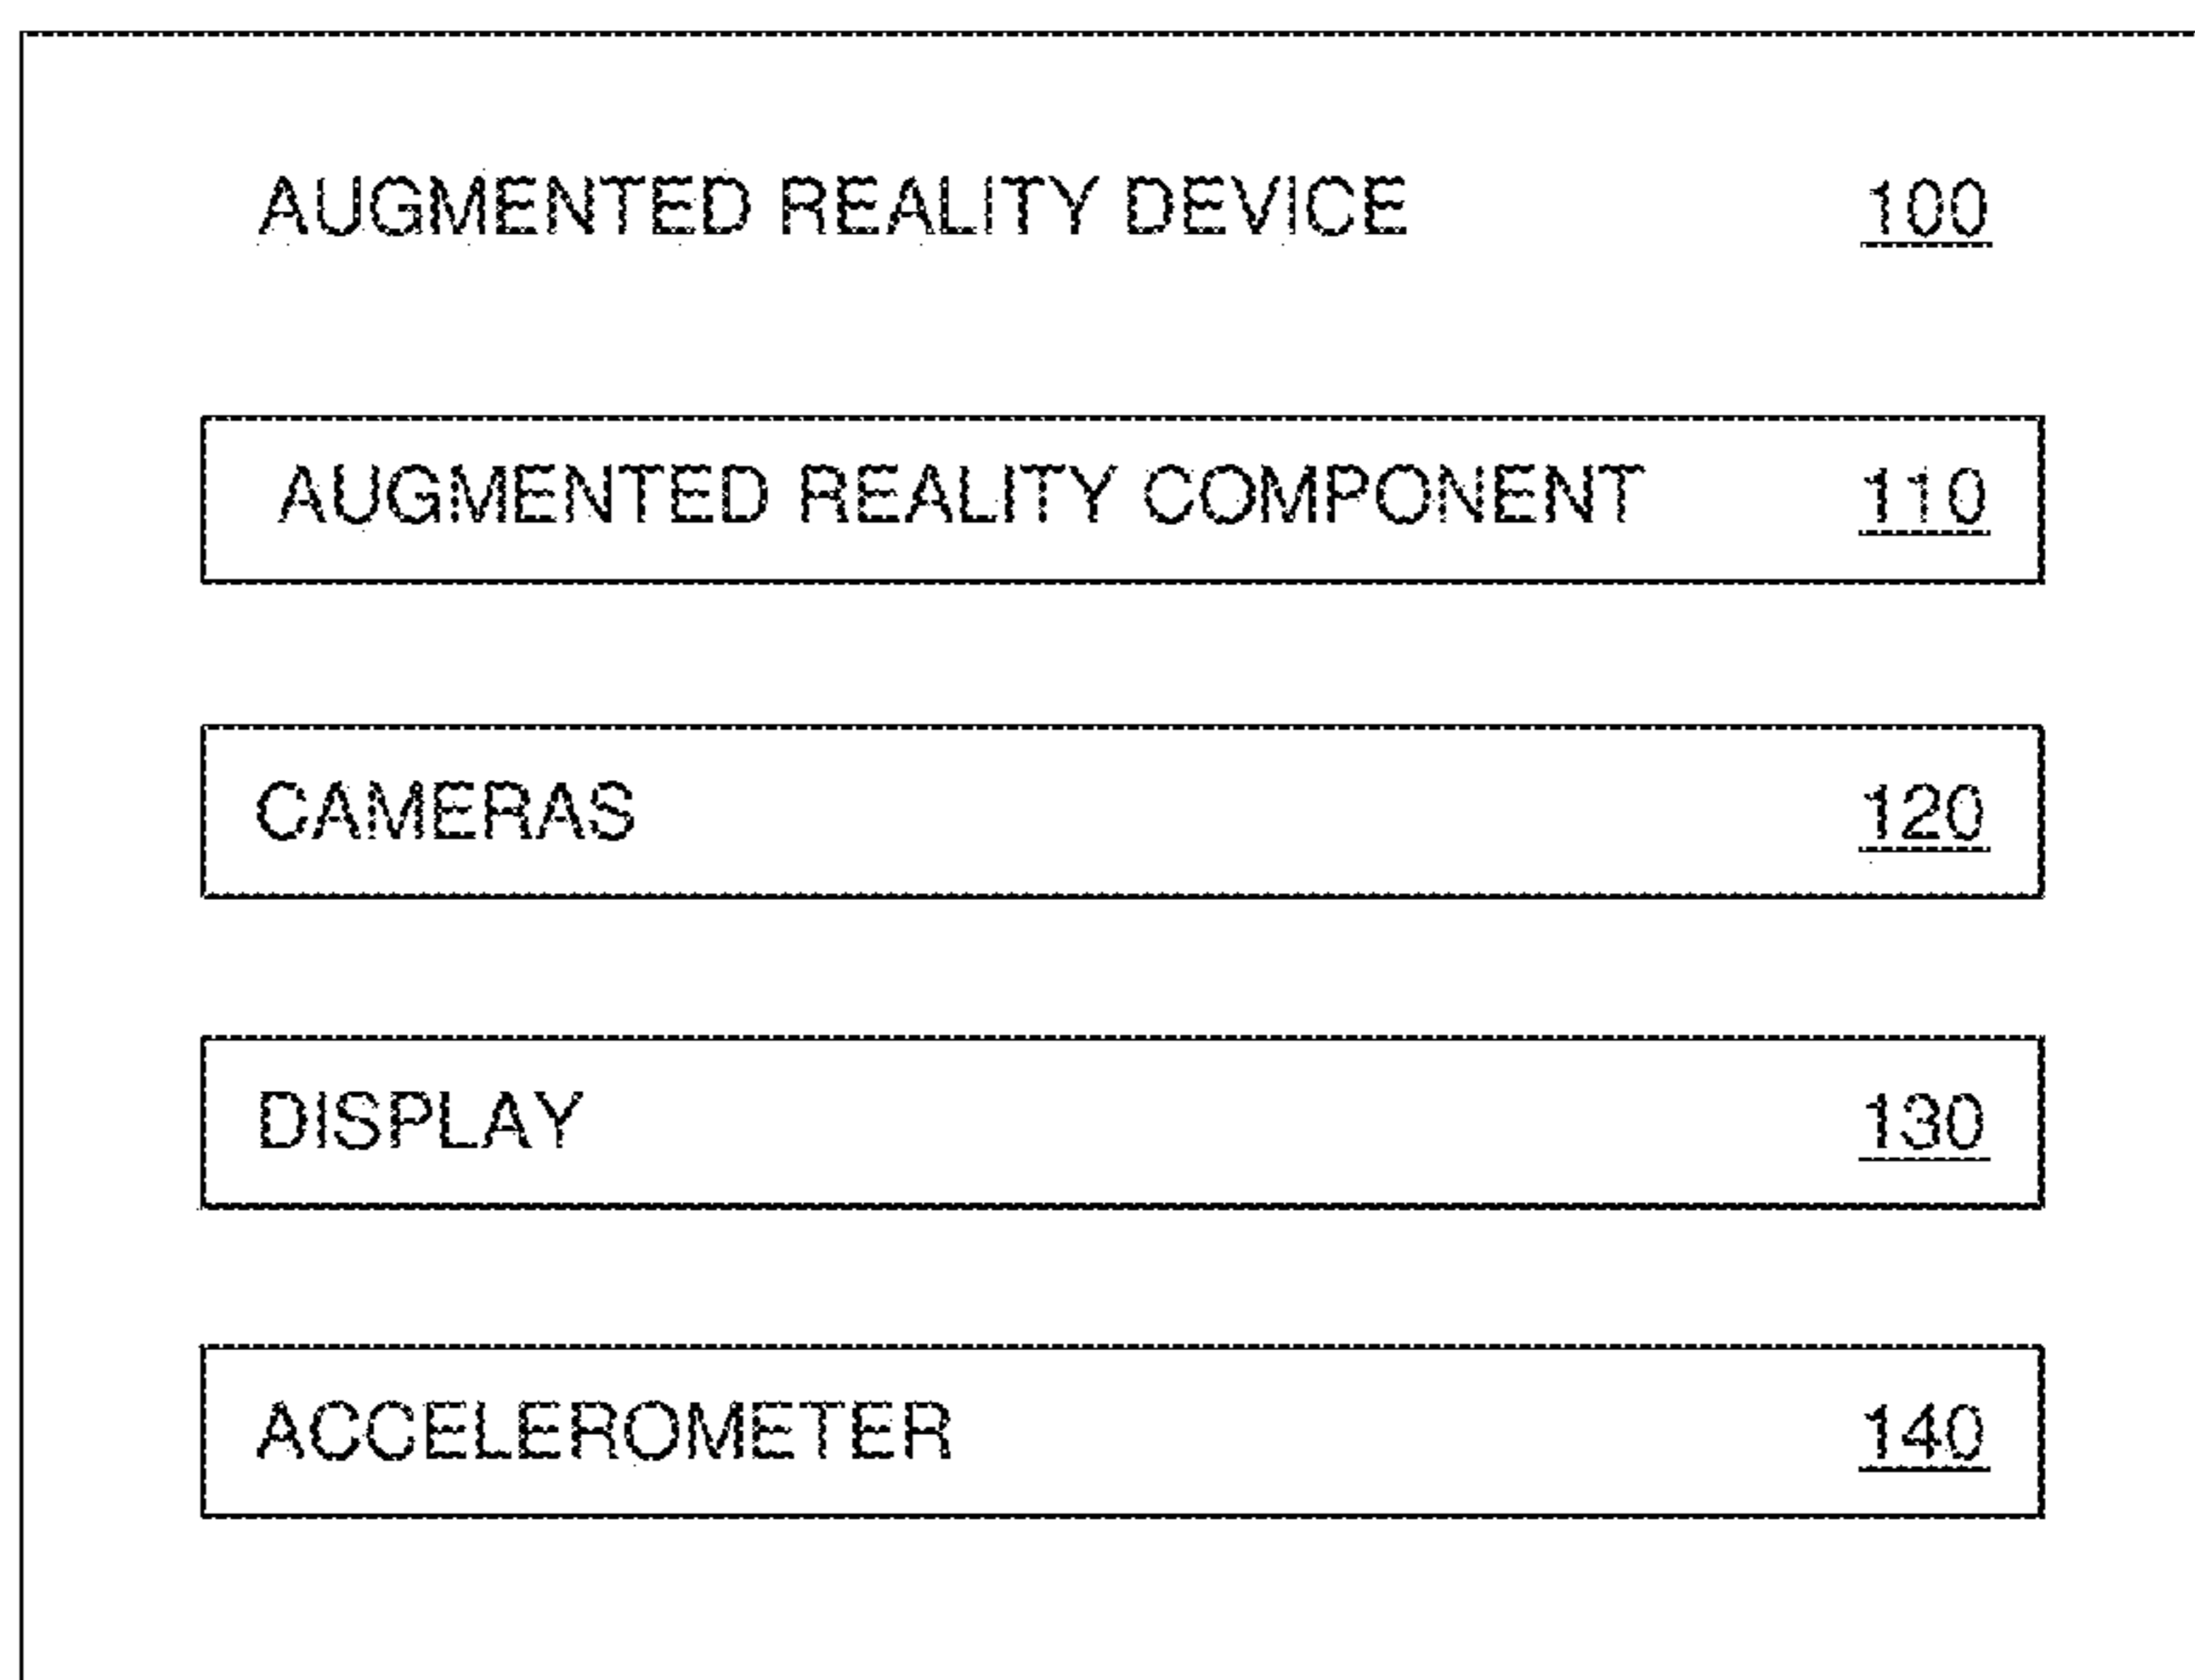 AUGMENTED REALITY DEVICE 100
AUGMENTED REALITY COMPONENT 110
CAMERAS 120
DISPLAY 130
ACCELEROMETER 140